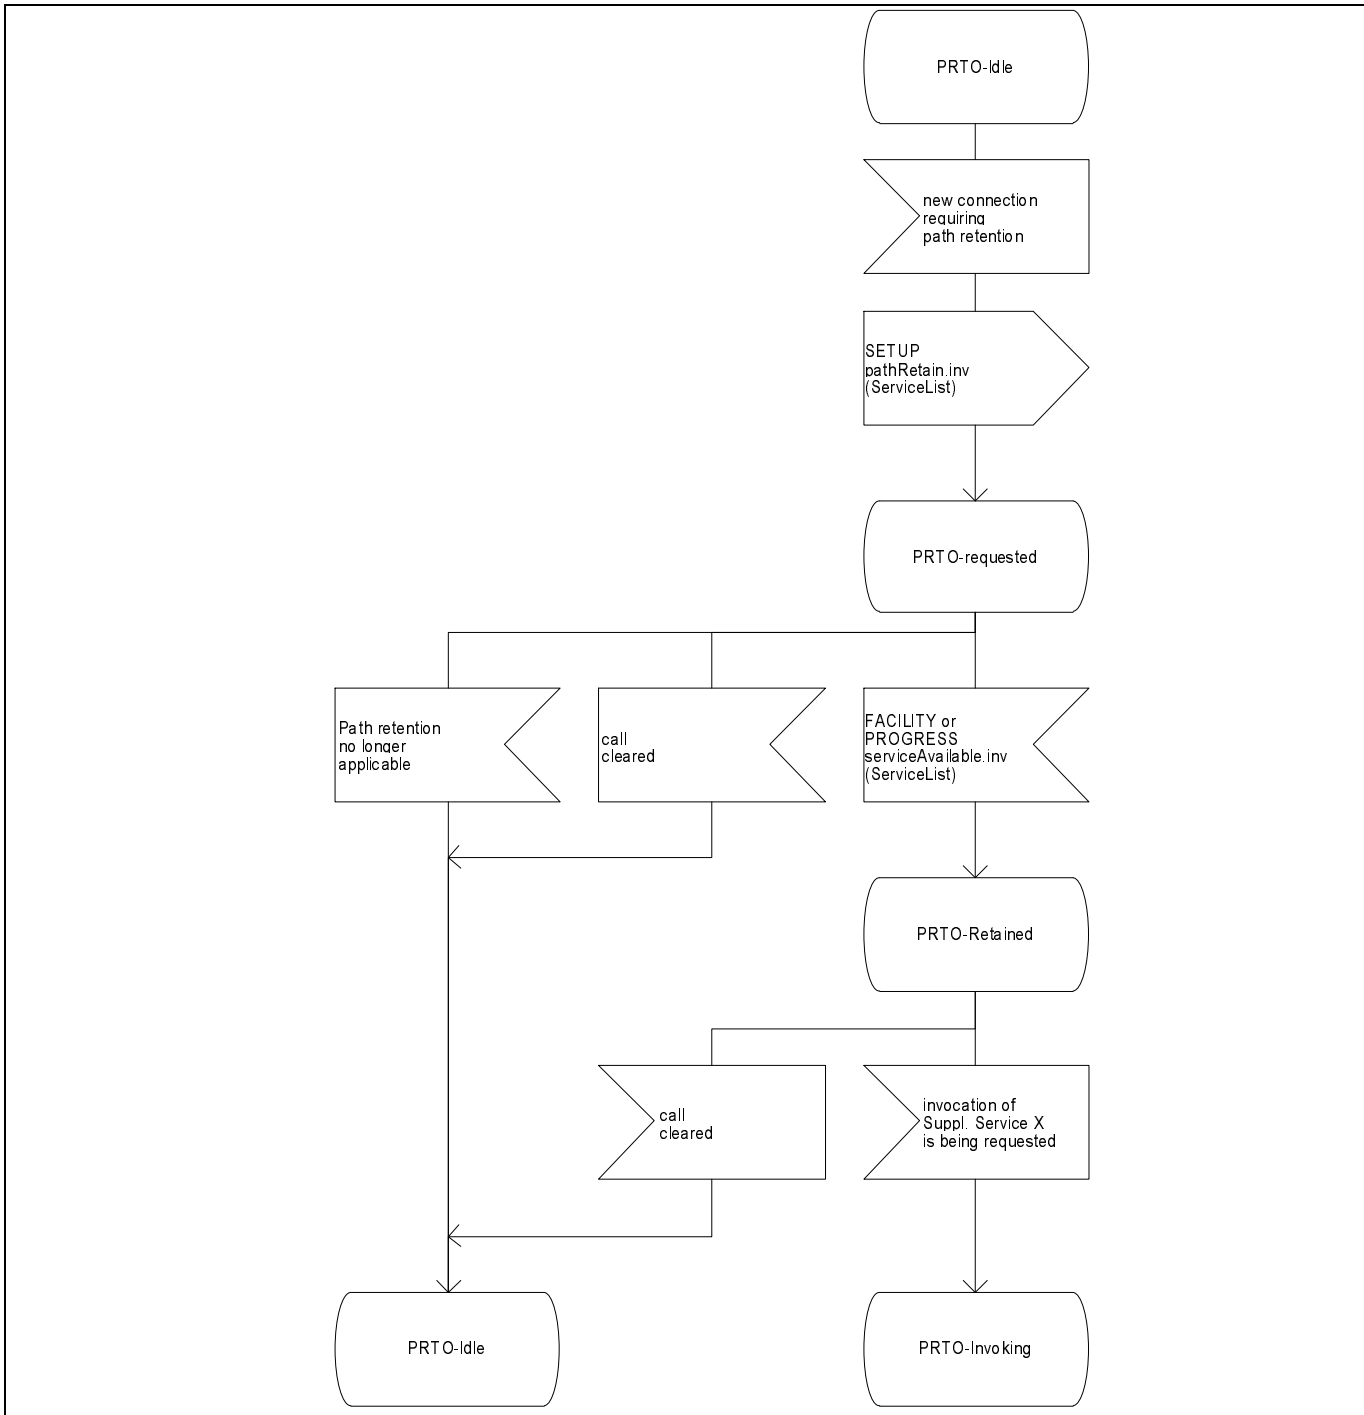 PRTO-Idle
new connection
requiring
path retention
SETUP
pathRetain.inv
(ServiceList)
PRTO-requested
Path retention
no longer
applicable
call
cleared
FACILITY or
PROGRESS
serviceAvailable.inv
(ServiceList)
PRTO-Retained
call
cleared
invocation of
Suppl. Service X
is being requested
PRTO-Idle
PRTO-Invoking